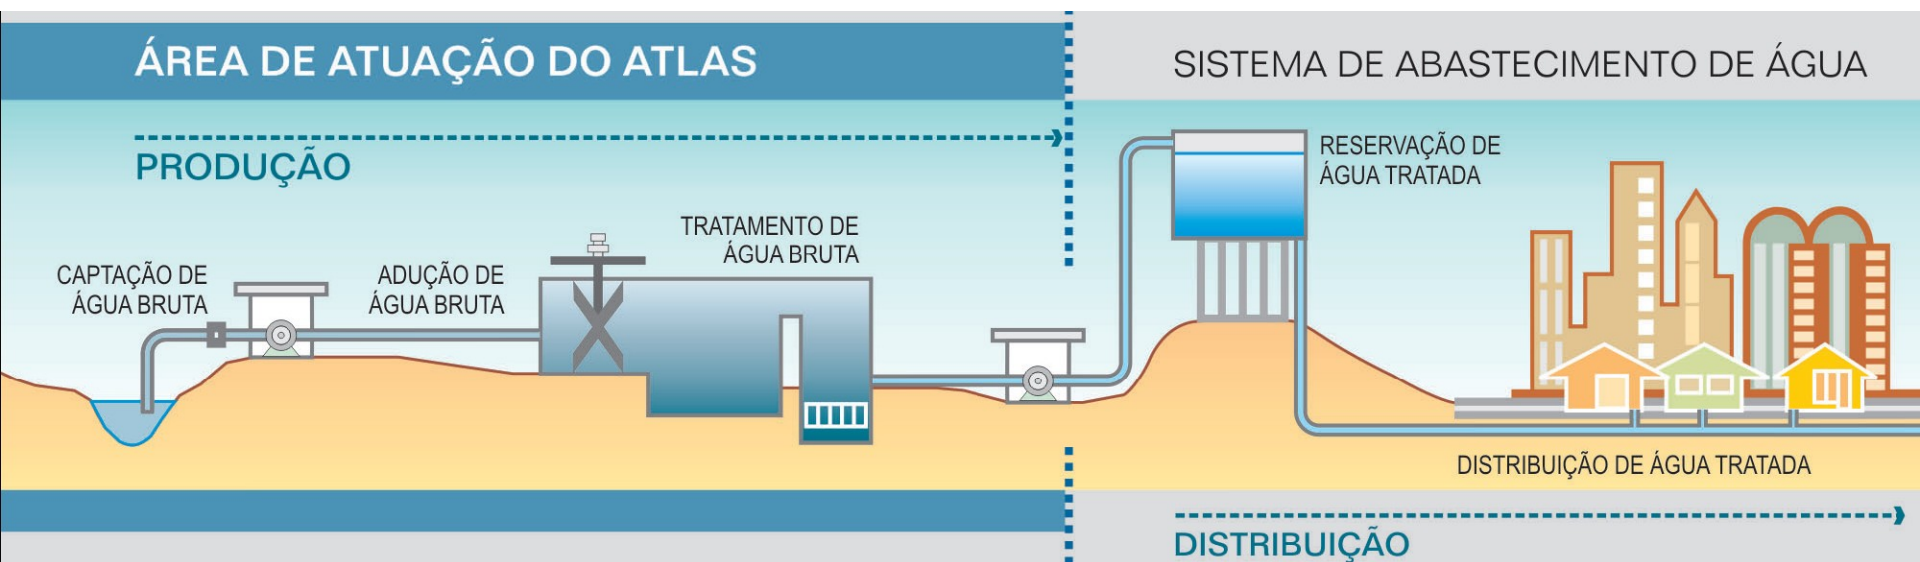 ÁREA DE ATUAÇÃO DO ATLAS
SISTEMA DE ABASTECIMENTO DE ÁGUA
PRODUÇÃO
CAPTAÇÃO DE
ÁGUA BRUTA
ADUÇÃO DE
ÁGUA BRUTA
TRATAMENTO DE
ÁGUA BRUTA
RESERVAÇÃO DE
ÁGUA TRATADA
DISTRIBUIÇÃO DE ÁGUA TRATADA
DISTRIBUIÇÃO